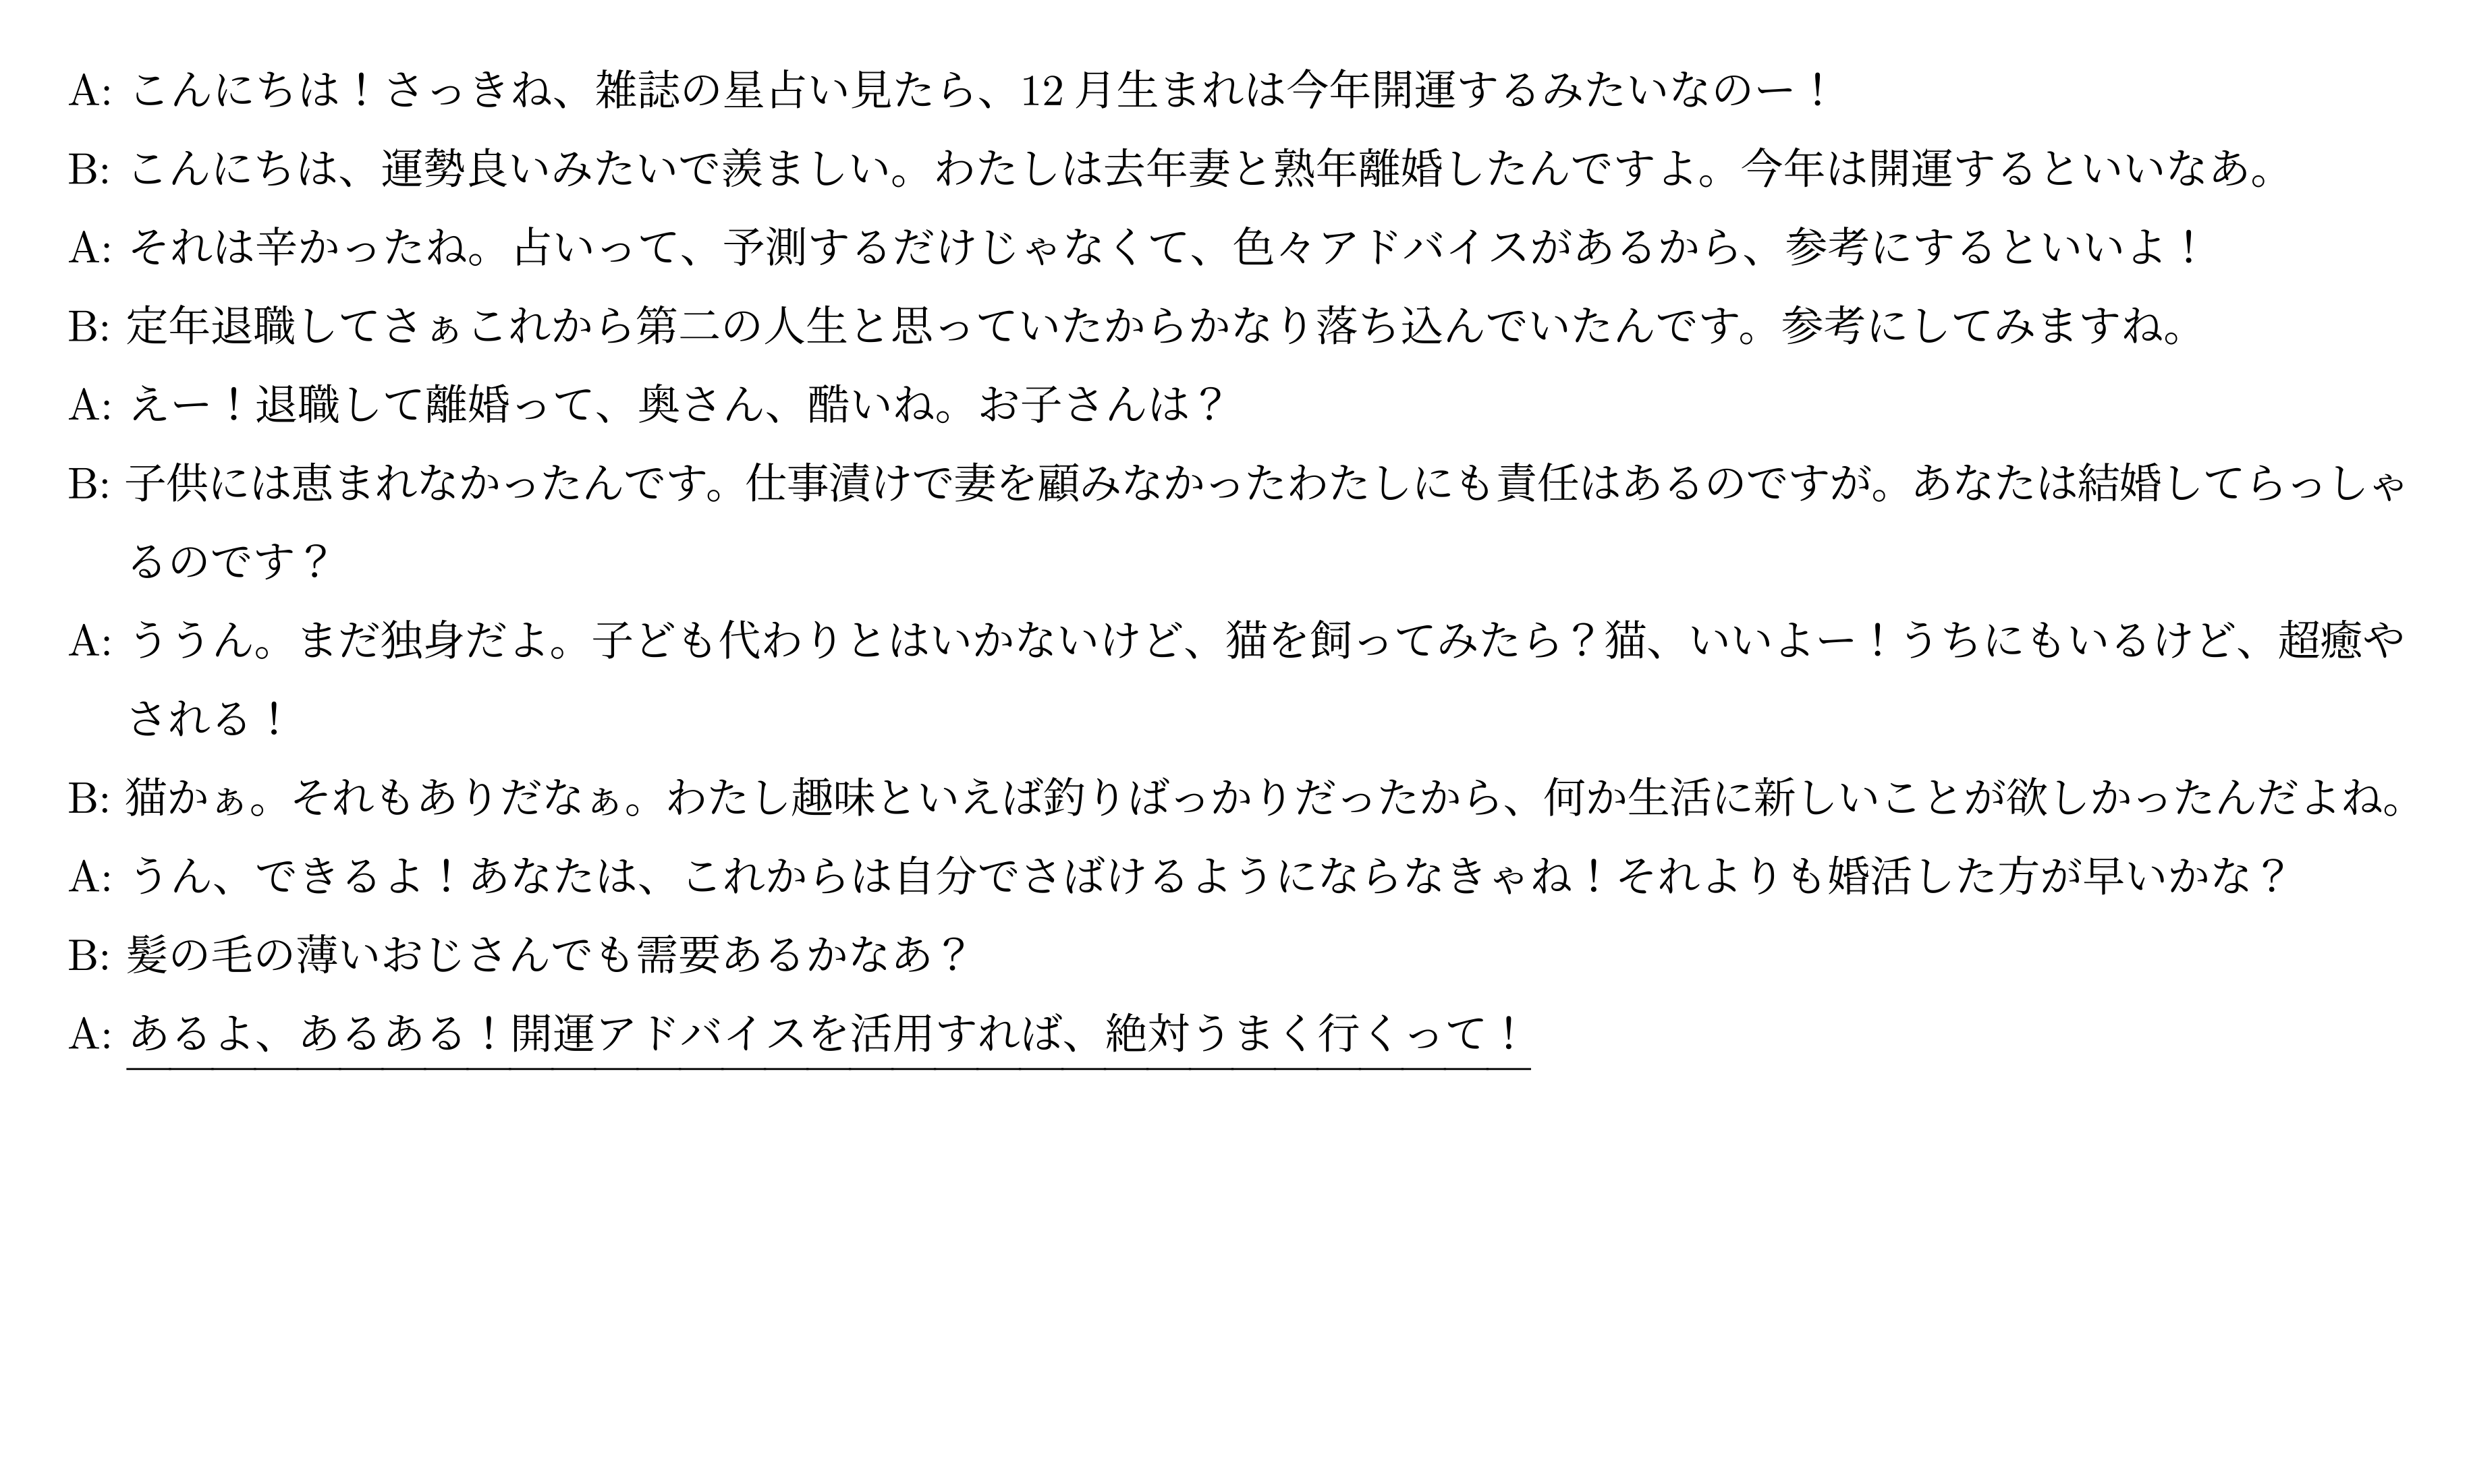 A: こんにちは！さっきね、雑誌の星占い見たら、12 月生まれは今年開運するみたいなのー！
B: こんにちは、運勢良いみたいで羨ましい。わたしは去年妻と熟年離婚したんですよ。今年は開運するといいなあ。
A: それは辛かったね。占いって、予測するだけじゃなくて、色々アドバイスがあるから、参考にするといいよ！
B: 定年退職してさぁこれから第二の人生と思っていたからかなり落ち込んでいたんです。参考にしてみますね。
A: えー！退職して離婚って、奥さん、酷いね。お子さんは？
B: 子供には恵まれなかったんです。仕事漬けで妻を顧みなかったわたしにも責任はあるのですが。あなたは結婚してらっしゃ
るのです？
A: ううん。まだ独身だよ。子ども代わりとはいかないけど、猫を飼ってみたら？猫、いいよー！うちにもいるけど、超癒や
される！
B: 猫かぁ。それもありだなぁ。わたし趣味といえば釣りばっかりだったから、何か生活に新しいことが欲しかったんだよね。
A: うん、できるよ！あなたは、これからは自分でさばけるようにならなきゃね！それよりも婚活した方が早いかな？
B: 髪の毛の薄いおじさんでも需要あるかなあ？
A: あるよ、あるある！開運アドバイスを活用すれば、絶対うまく行くって！